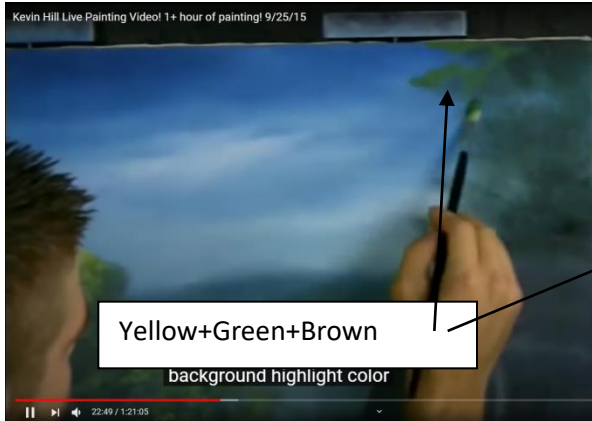 Kevin Hill Live Painting Video! 1+ hour of painting! 9/25/15
Yellow+Green+Brown
background highlight color
22:49 / 1:21:05